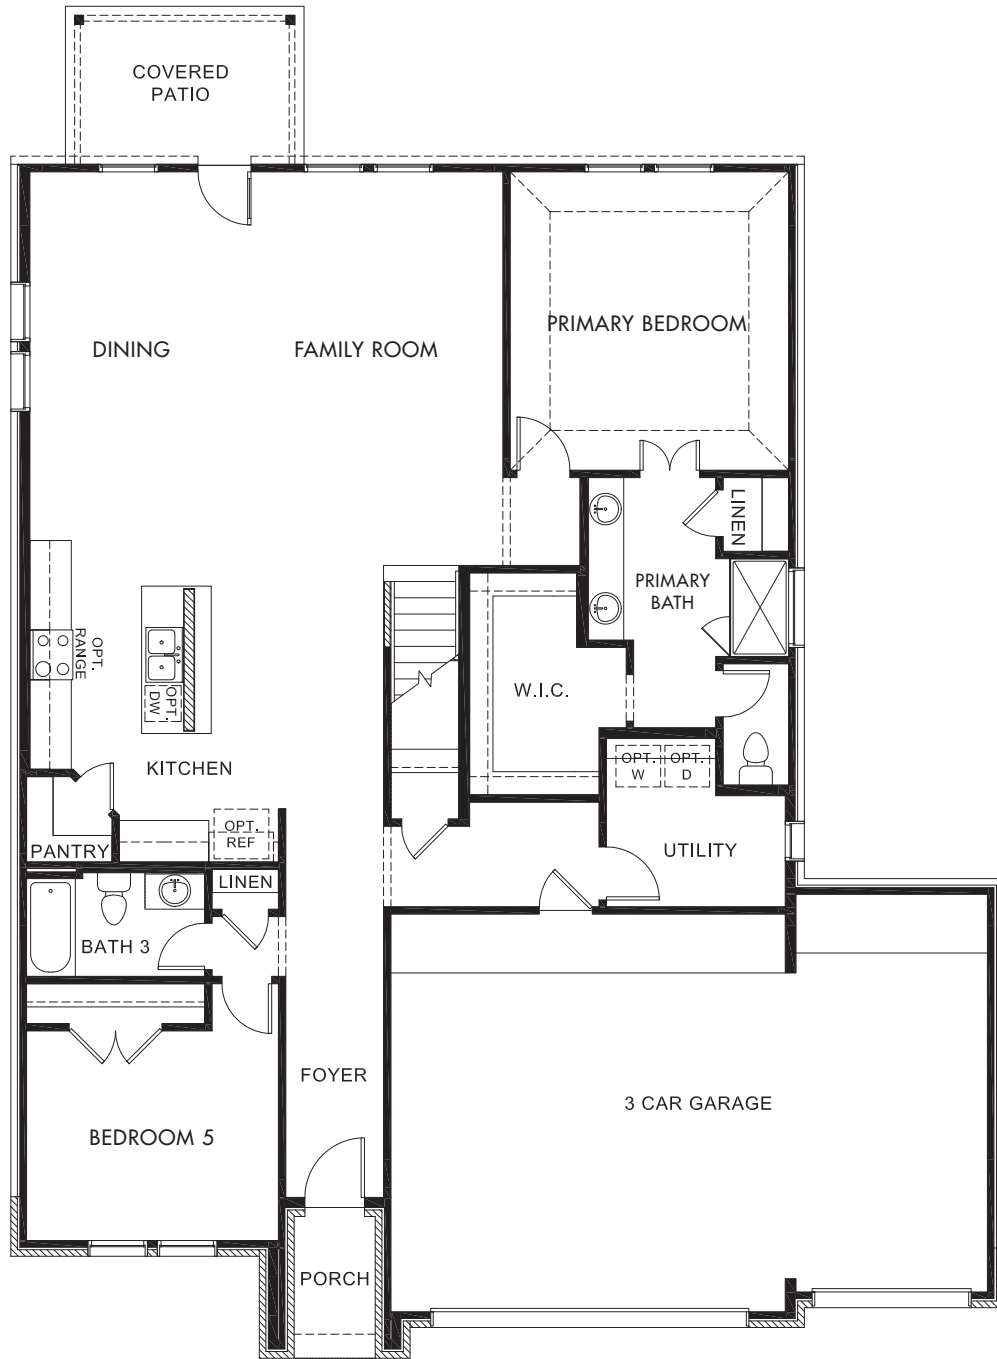 COVERED
PATIO
DINING
FAMILY ROOM
PRIMARY BEDROOM
LINEN
PRIMARY
BATH
OPT.
RANGE
OPT.
DW
W.I.C.
KITCHEN
OPT.
W
OPT.
D
OPT.
REF
PANTRY
UTILITY
LINEN
BATH 3
FOYER
3 CAR GARAGE
BEDROOM 5
PORCH